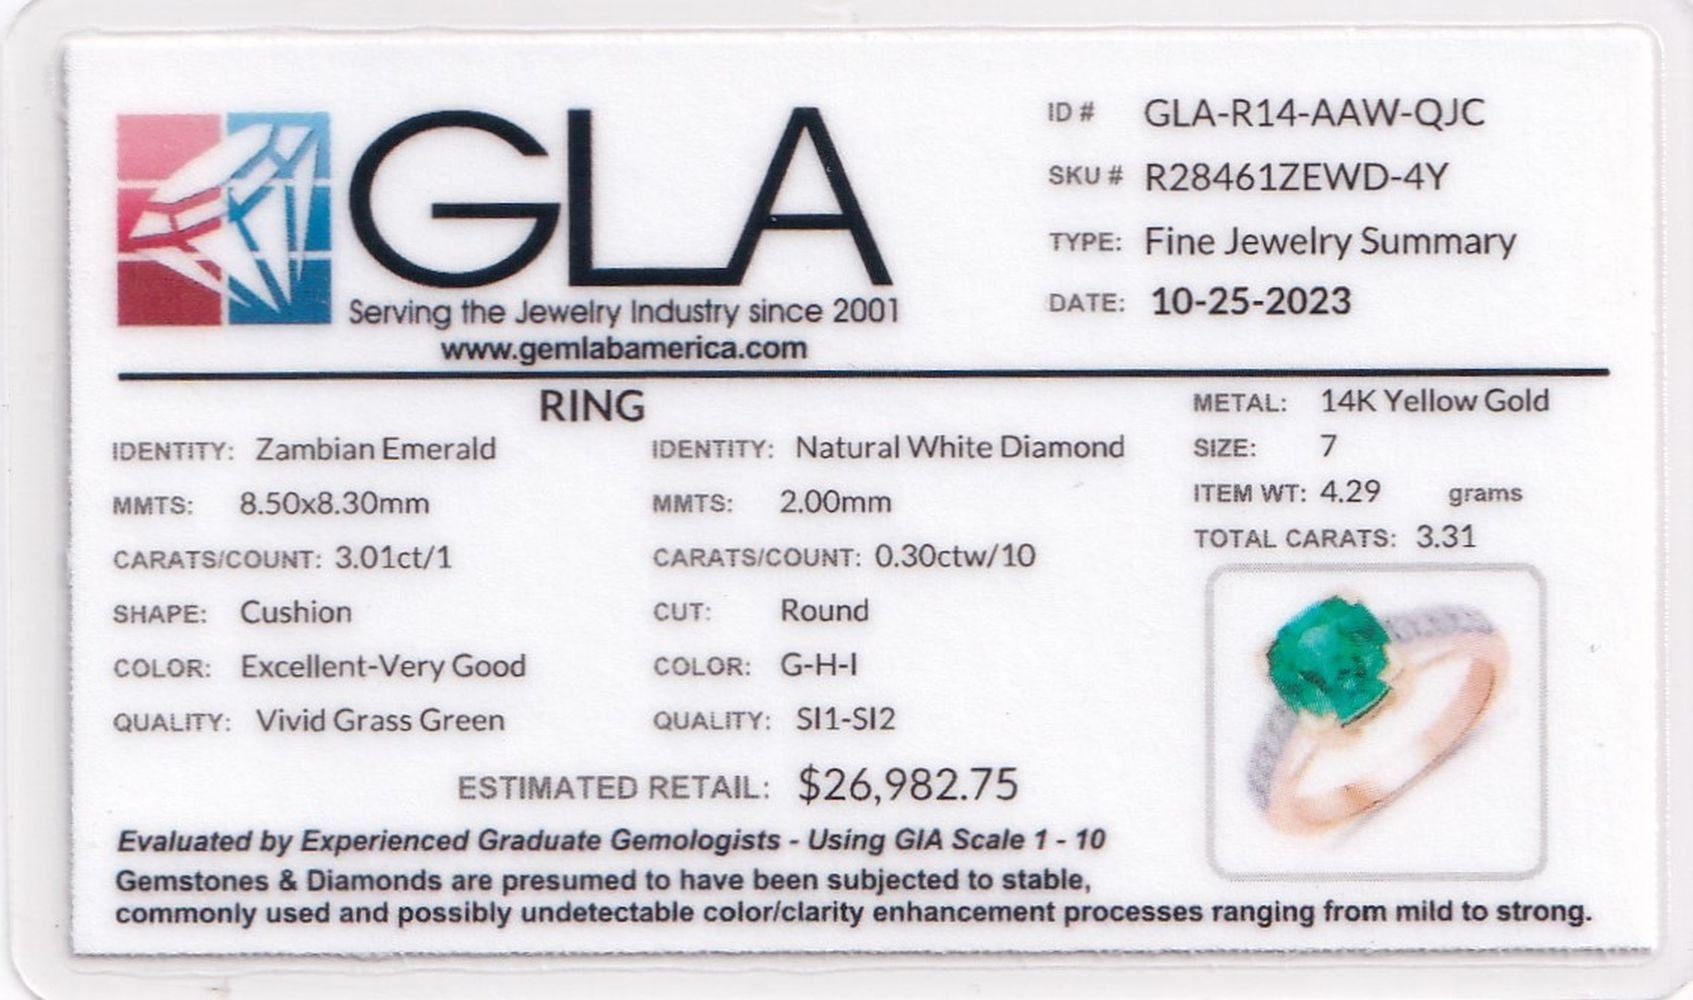 GLA
Serving the Jewelry Industry since 2001
www.gemlabamerica.com
ID # GLA-R14-AAW-QJC
SKU # R28461ZEWD-4Y
TYPE: Fine Jewelry Summary
DATE: 10-25-2023
RING
IDENTITY: Zambian Emerald
MMTS: 8.50x8.30mm
CARATS/COUNT: 3.01ct/1
SHAPE: Cushion
COLOR: Excellent-Very Good
QUALITY: Vivid Grass Green
IDENTITY: Natural White Diamond
MMTS: 2.00mm
CARATS/COUNT: 0.30ctw/10
CUT: Round
COLOR: G-H-I
QUALITY: SI1-SI2
METAL: 14K Yellow Gold
SIZE: 7
ITEM WT: 4.29 grams
TOTAL CARATS: 3.31
ESTIMATED RETAIL: $26,982.75
Evaluated by Experienced Graduate Gemologists - Using GIA Scale 1 - 10
Gemstones & Diamonds are presumed to have been subjected to stable,
commonly used and possibly undetectable color/clarity enhancement processes ranging from mild to strong.